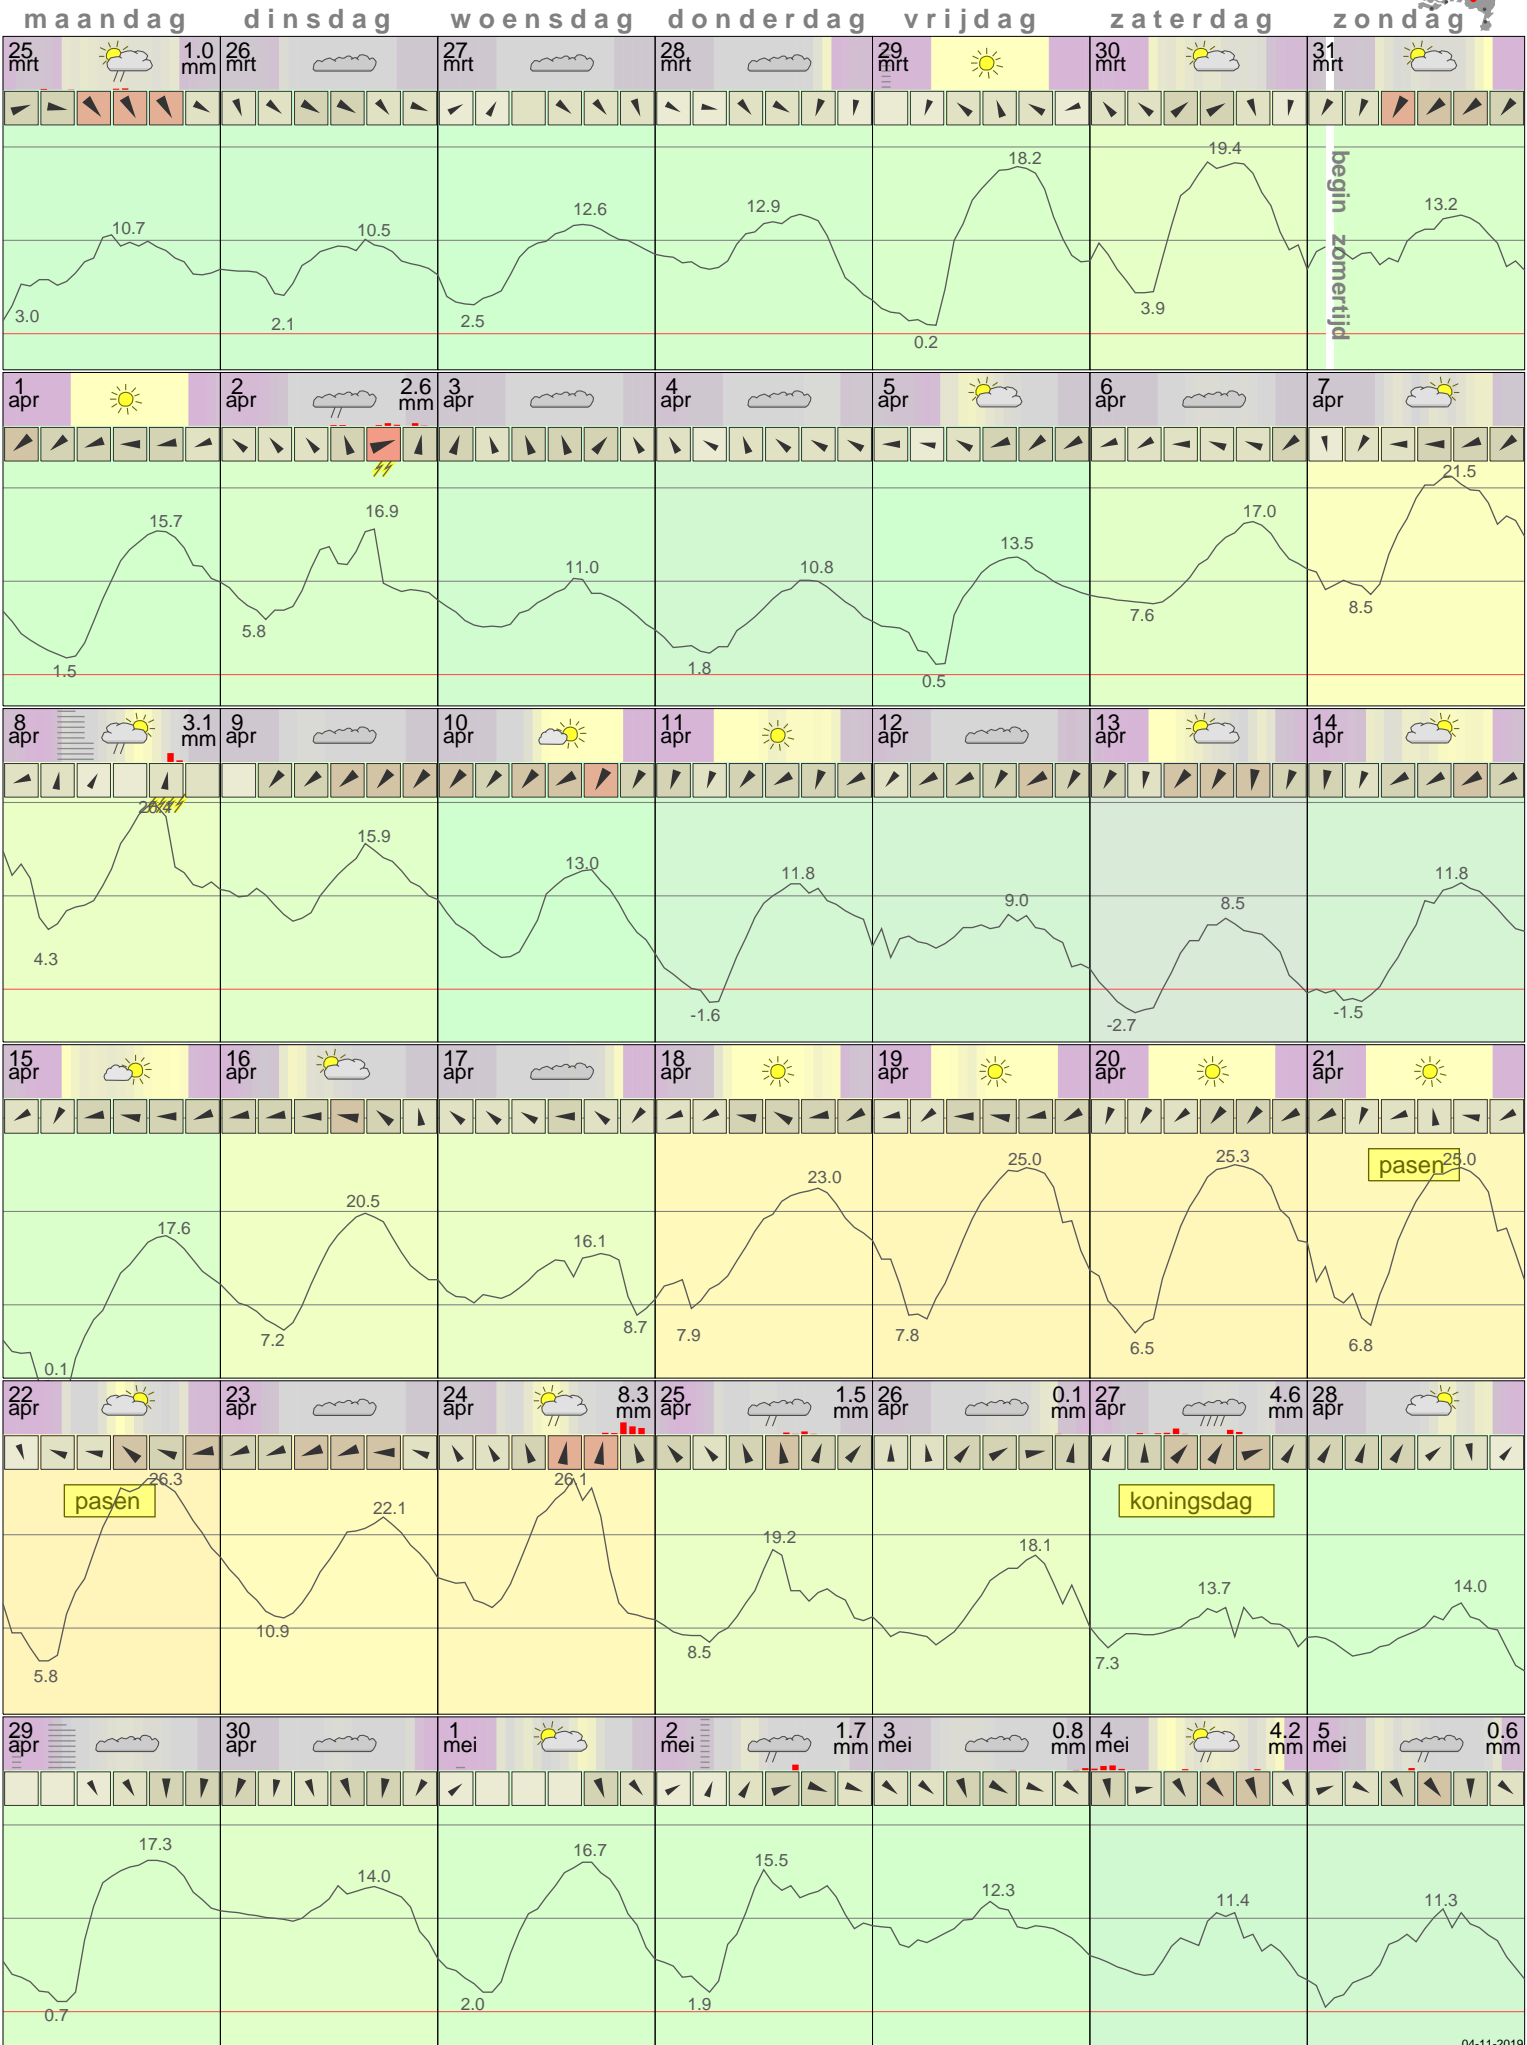 maandag dinsdag woensdag donderdag vrijdag zaterdag zondag
25 mrt 1.0 mm 26 mrt 27 mrt 28 mrt 29 mrt 30 mrt 31 mrt
begin zomertijd
10.7 10.5 12.6 12.9 18.2 19.4 13.2
3.0 2.1 2.5 0.2 3.9
1 apr 2 apr 2.6 mm 3 apr 4 apr 5 apr 6 apr 7 apr
15.7 16.9 11.0 10.8 13.5 17.0 21.5
1.5 5.8 1.8 0.5 7.6 8.5
8 apr 3.1 mm 9 apr 10 apr 11 apr 12 apr 13 apr 14 apr
15.9 13.0 11.8 9.0 8.5 11.8
4.3 -1.6 -2.7 -1.5
15 apr 16 apr 17 apr 18 apr 19 apr 20 apr 21 apr
pasen
17.6 20.5 16.1 23.0 25.0 25.3 25.0
0.1 7.2 8.7 7.9 7.8 6.5 6.8
22 apr 23 apr 24 apr 8.3 mm 25 apr 1.5 mm 26 apr 0.1 mm 27 apr 4.6 mm 28 apr
pasen koningsdag
26.3 22.1 26.1 19.2 18.1 13.7 14.0
5.8 10.9 8.5 7.3
29 apr 30 apr 1 mei 2 mei 1.7 mm 3 mei 0.8 mm 4 mei 4.2 mm 5 mei 0.6 mm
17.3 14.0 16.7 15.5 12.3 11.4 11.3
0.7 2.0 1.9
04-11-2019